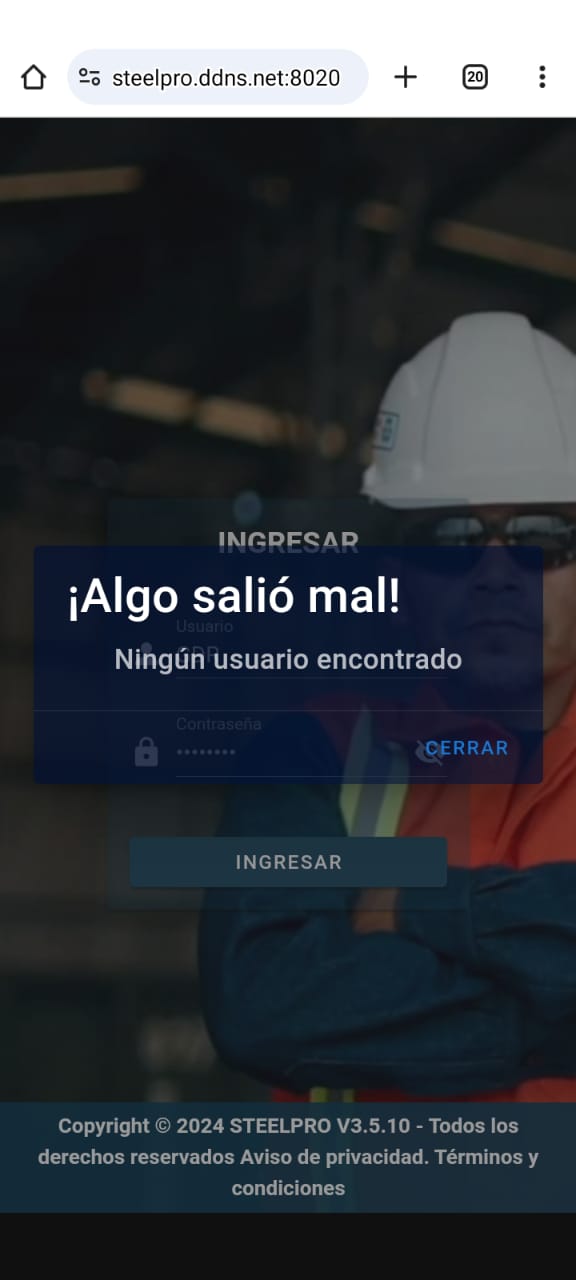 steelpro.ddns.net:8020
20
INGRESAR
¡Algo salió mal!
Usuario
Ningún usuario encontrado
Contraseña
••••••••
CERRAR
INGRESAR
Copyright © 2024 STEELPRO V3.5.10 - Todos los
derechos reservados Aviso de privacidad. Términos y
condiciones